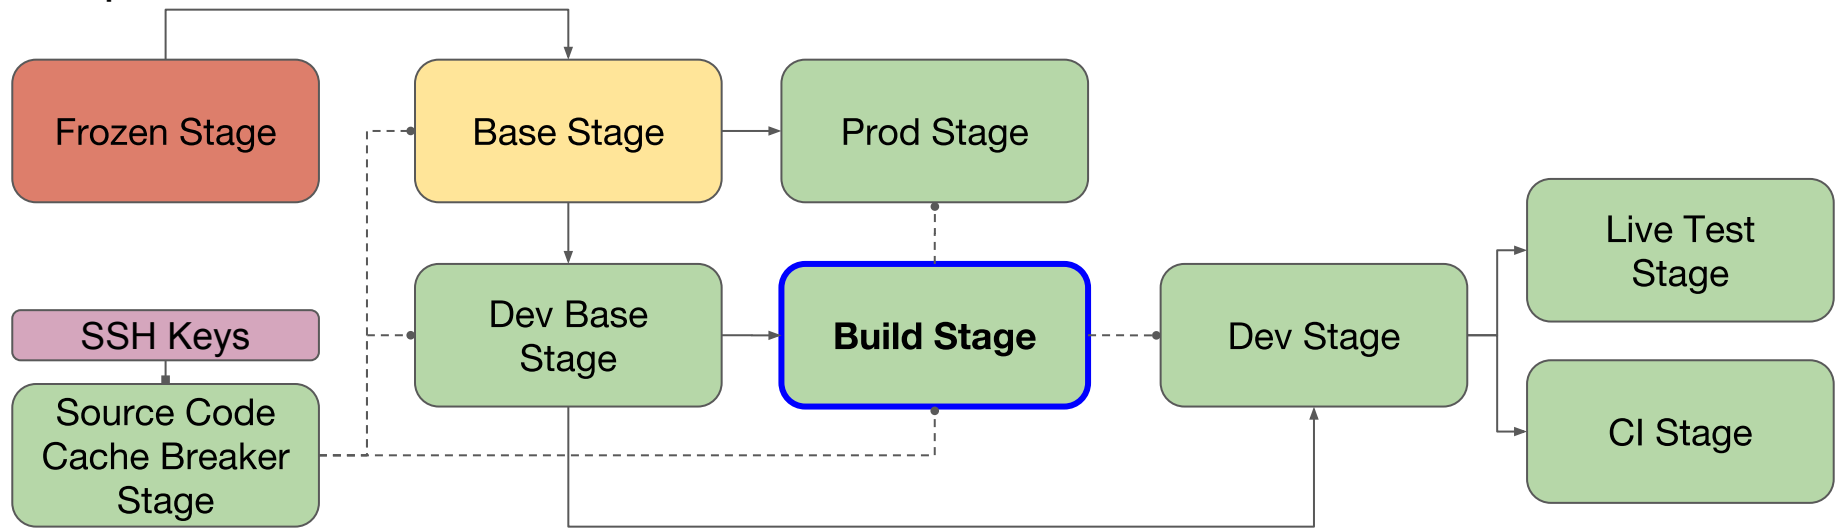 Frozen Stage
Base Stage
Prod Stage
Live Test
Stage
SSH Keys
Dev Base
Stage
Build Stage
Dev Stage
Source Code
Cache Breaker
Stage
CI Stage